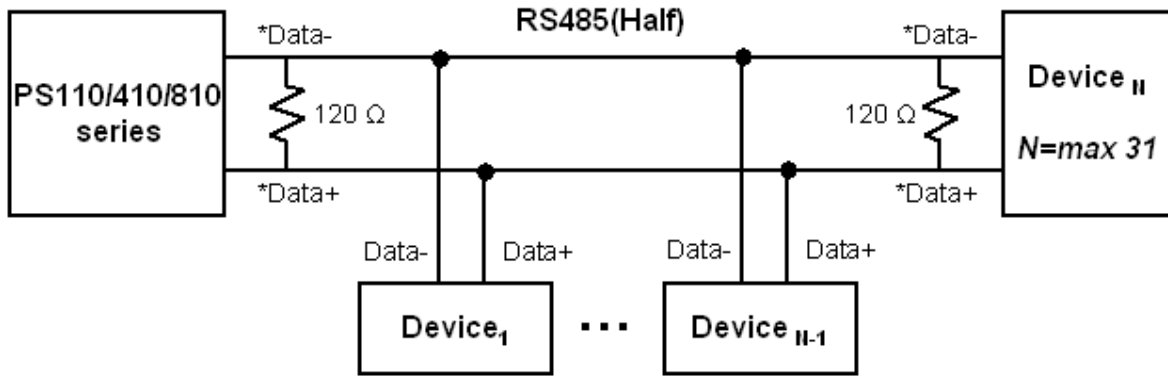 RS485(Half)
*Data-
*Data-
PS110/410/810
series
120 Ω
120 Ω
Device N
N=max 31
*Data+
*Data+
Data-
Data+
Data-
Data+
Device1
...
Device N-1